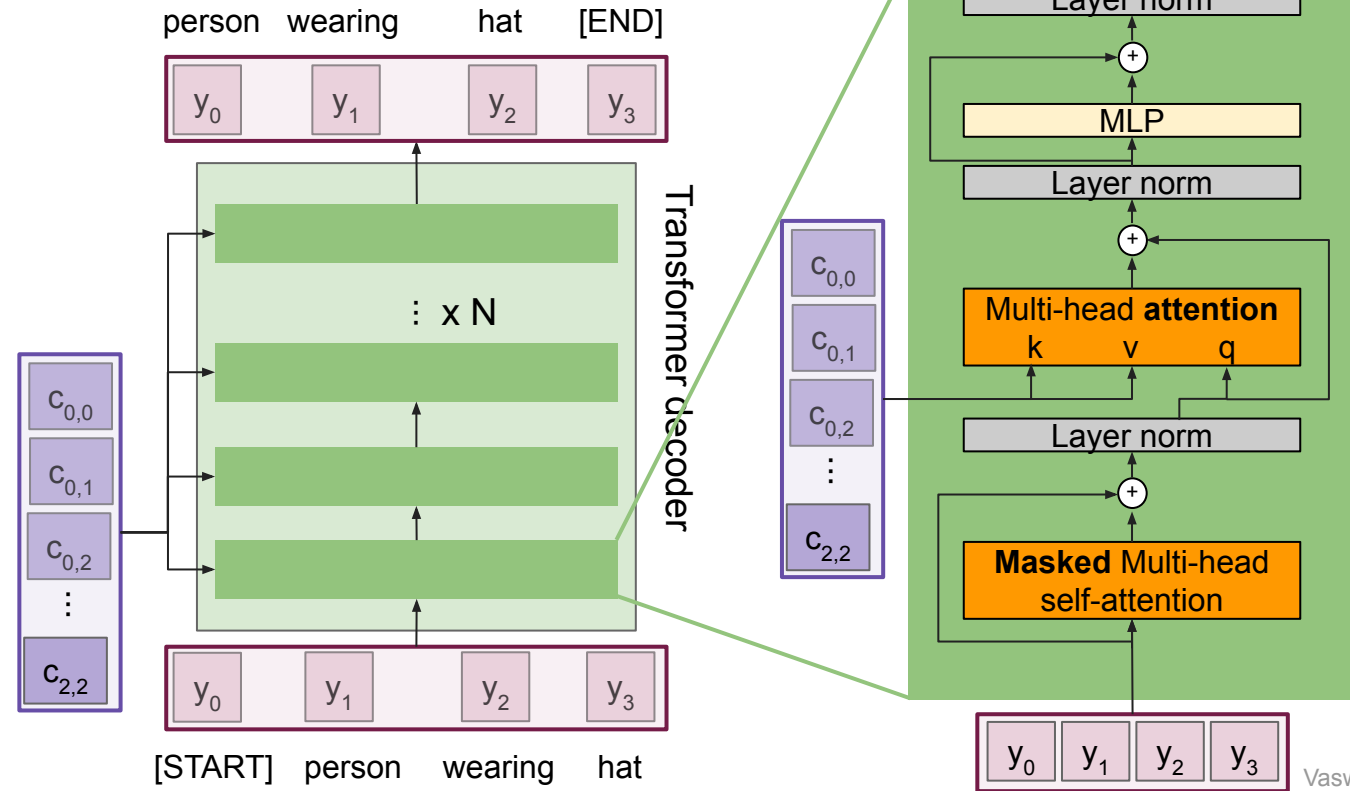 person wearing hat [END]
y0 y1 y2 y3
⋮ x N
Transformer decoder
c0,0
c0,1
c0,2
⋮
c2,2
y0 y1 y2 y3
[START] person wearing hat
Layer norm
+
MLP
Layer norm
+
Multi-head attention
k v q
Layer norm
+
Masked Multi-head
self-attention
c0,0
c0,1
c0,2
⋮
c2,2
y0 y1 y2 y3
Vasw